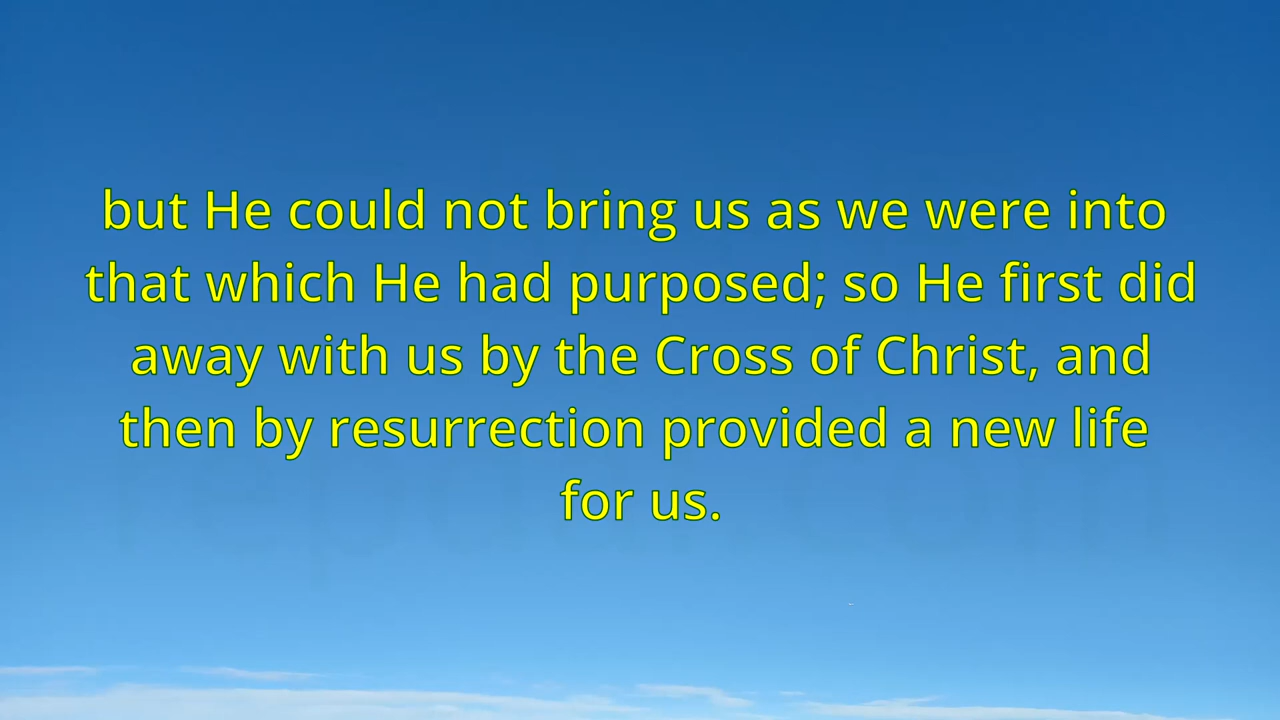 but He could not bring us as we were into
that which He had purposed; so He first did
away with us by the Cross of Christ, and
then by resurrection provided a new life
for us.